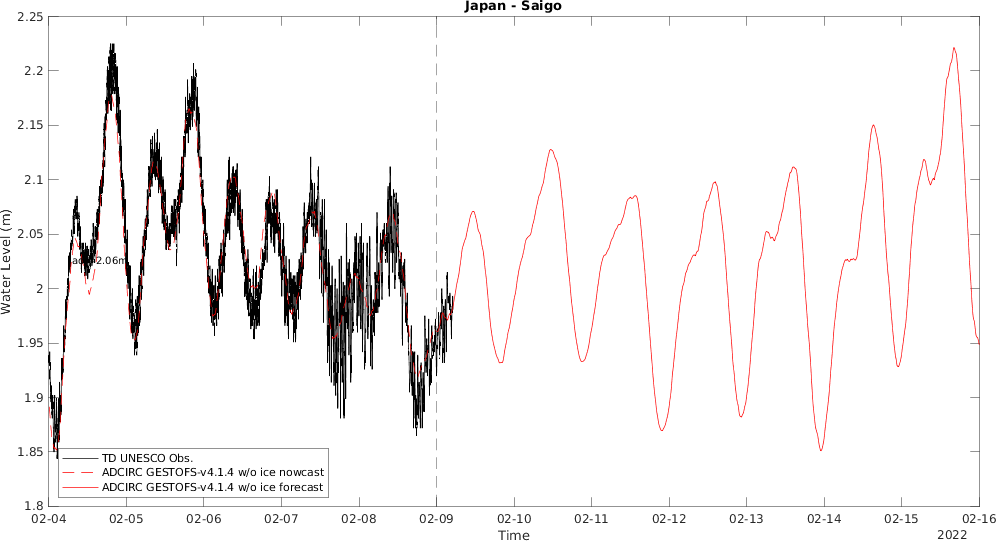 Japan - Saigo
2.25
2.2
2.15
2.1
2.05
2
1.95
1.9
1.85
1.8
Water Level (m)
2.06m
TD UNESCO Obs.
ADCIRC GESTOFS-v4.1.4 w/o ice nowcast
ADCIRC GESTOFS-v4.1.4 w/o ice forecast
02-04 02-05 02-06 02-07 02-08 02-09 02-10 02-11 02-12 02-13 02-14 02-15 02-16
Time
2022